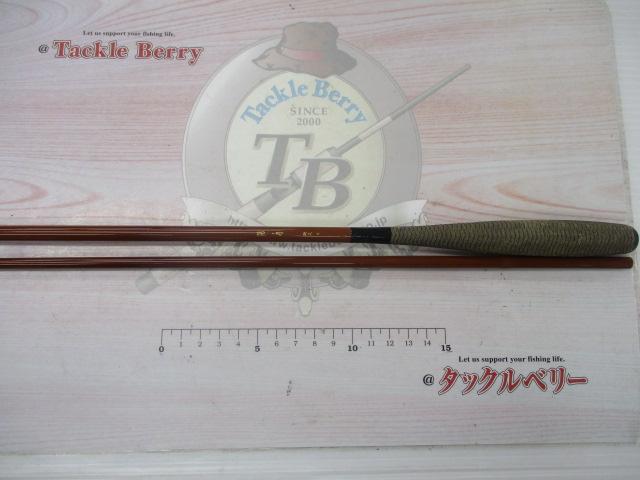 Let us support your fishing life.
@ Tackle Berry
Tackle Berry
SINCE
2000
TB
0 1 2 3 4 5 6 7 8 9 10 11 12 13 14 15
Let us support your fishing life.
@ タックルベリー